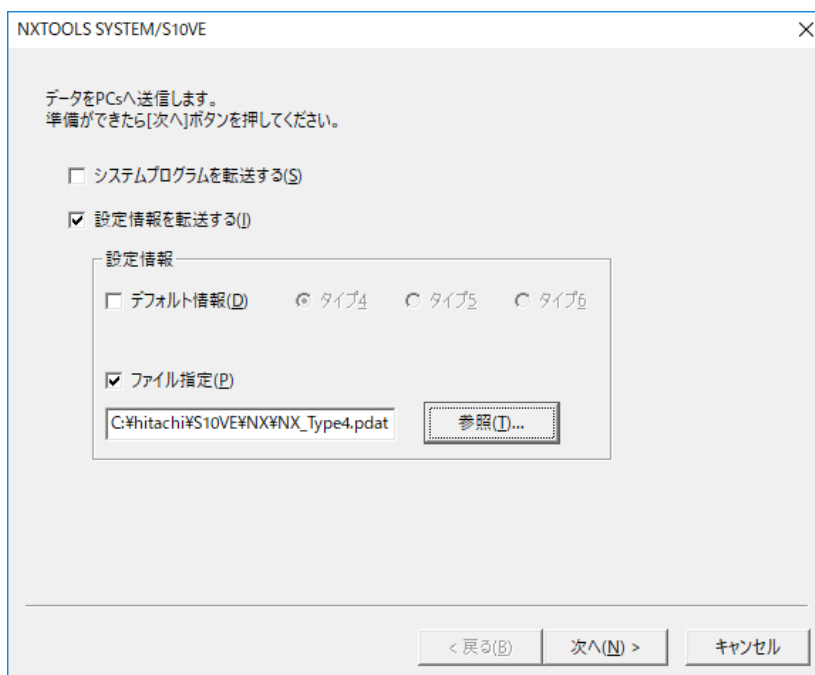 NXTOOLS SYSTEM/S10VE
データをPCsへ送信します。
準備ができたら[次へ]ボタンを押してください。
システムプログラムを転送する(S)
設定情報を転送する(I)
設定情報
デフォルト情報(D) タイプ4 タイプ5 タイプ6
ファイル指定(P)
C:¥hitachi¥S10VE¥NX¥NX_Type4.pdat 参照(T)...
< 戻る(B) 次へ(N) > キャンセル